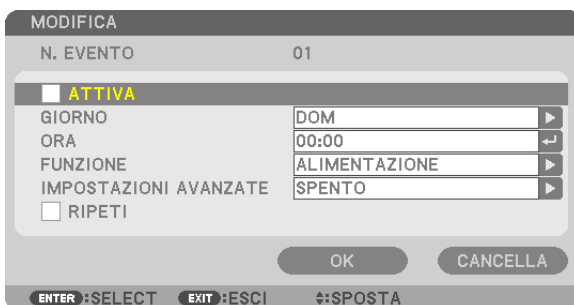 MODIFICA
N. EVENTO 01
ATTIVA
GIORNO DOM
ORA 00:00
FUNZIONE ALIMENTAZIONE
IMPOSTAZIONI AVANZATE SPENTO
RIPETI
OK CANCELLA
ENTER :SELECT EXIT :ESCI :SPOSTA